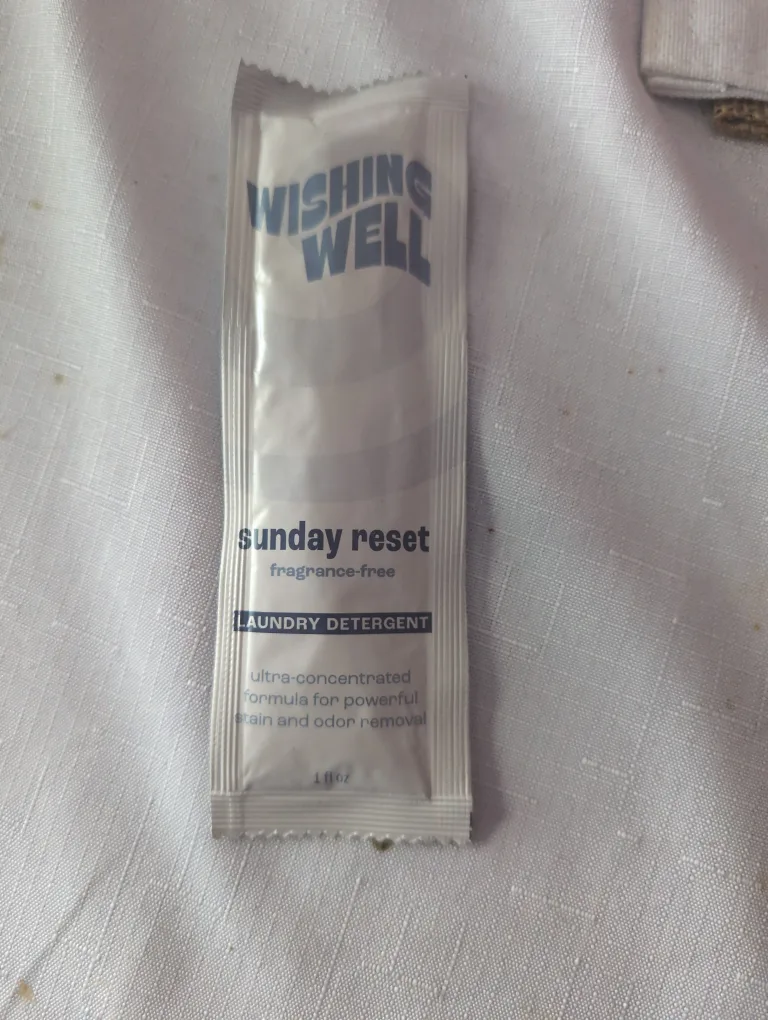 WISHING
WELL
sunday reset
fragrance-free
LAUNDRY DETERGENT
ultra-concentrated
formula for powerful
stain and odor removal
1 fl oz